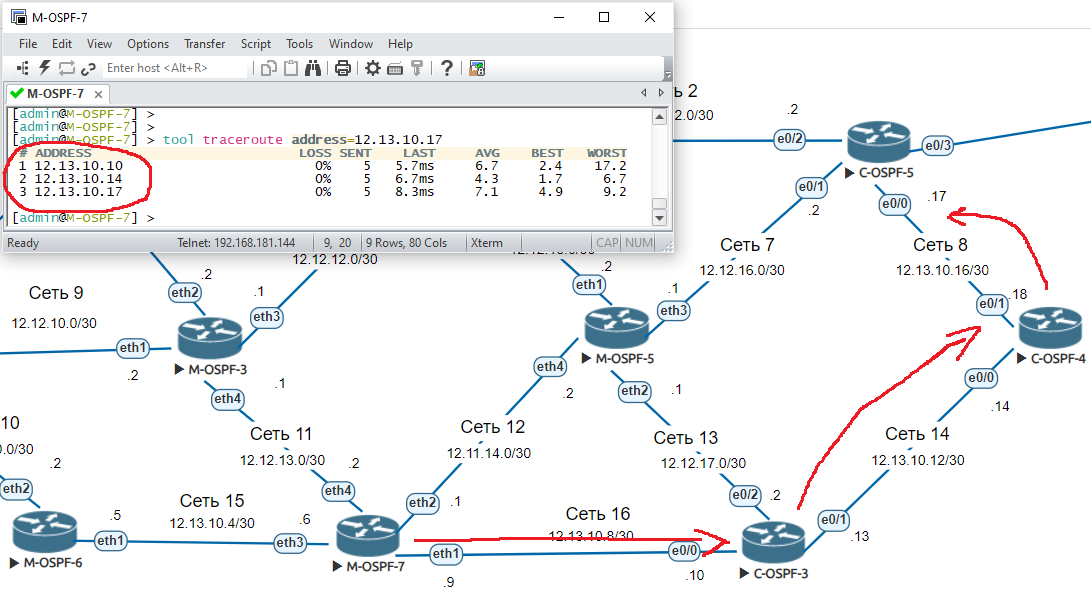 M-OSPF-7
File Edit View Options Transfer Script Tools Window Help
Enter host <Alt+R>
M-OSPF-7
[admin@M-OSPF-7] >
[admin@M-OSPF-7] >
[admin@M-OSPF-7] > tool traceroute address=12.13.10.17
# ADDRESS LOSS SENT LAST AVG BEST WORST
1 12.13.10.10 0% 5 5.7ms 6.7 2.4 17.2
2 12.13.10.14 0% 5 6.7ms 4.3 1.7 6.7
3 12.13.10.17 0% 5 8.3ms 7.1 4.9 9.2
[admin@M-OSPF-7] >
Ready Telnet: 192.168.181.144 9, 20 9 Rows, 80 Cols Xterm CAP NUM
ь 2
2.0/30
.2
e0/2
e0/3
C-OSPF-5
e0/1
.2
e0/0
.17
Сеть 7
12.12.16.0/30
Сеть 8
12.13.10.16/30
.18
e0/1
C-OSPF-4
e0/0
.14
Сеть 9
12.12.10.0/30
.2
eth2
.1
eth3
12.12.12.0/30
eth1
.2
M-OSPF-3
.1
eth4
.2
eth1
.1
eth3
M-OSPF-5
eth4
.2
eth2
.1
Сеть 11
12.12.13.0/30
.2
eth4
Сеть 12
12.11.14.0/30
.1
eth2
Сеть 13
12.12.17.0/30
e0/2
.2
Сеть 14
12.13.10.12/30
e0/1
.13
10
.0/30
.2
eth2
Сеть 15
12.13.10.4/30
.5
eth1
.6
eth3
M-OSPF-6
M-OSPF-7
Сеть 16
12.13.10.8/30
eth1
.9
e0/0
.10
C-OSPF-3